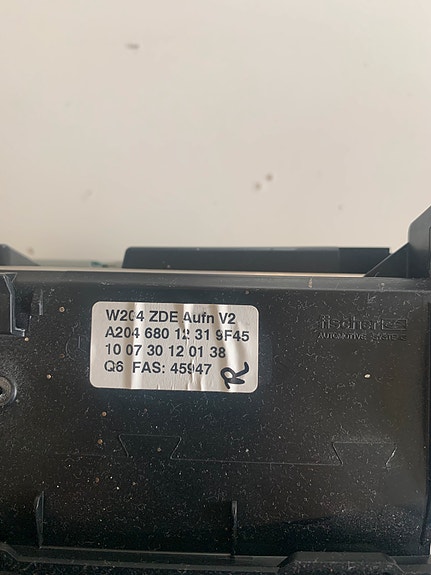 W204 ZDE Aufn V2
A204 680 12 31 9F45
10 07 30 12 01 38
Q6 FAS: 45947
R
fischer
AUTOMOTIVE SYSTEMS